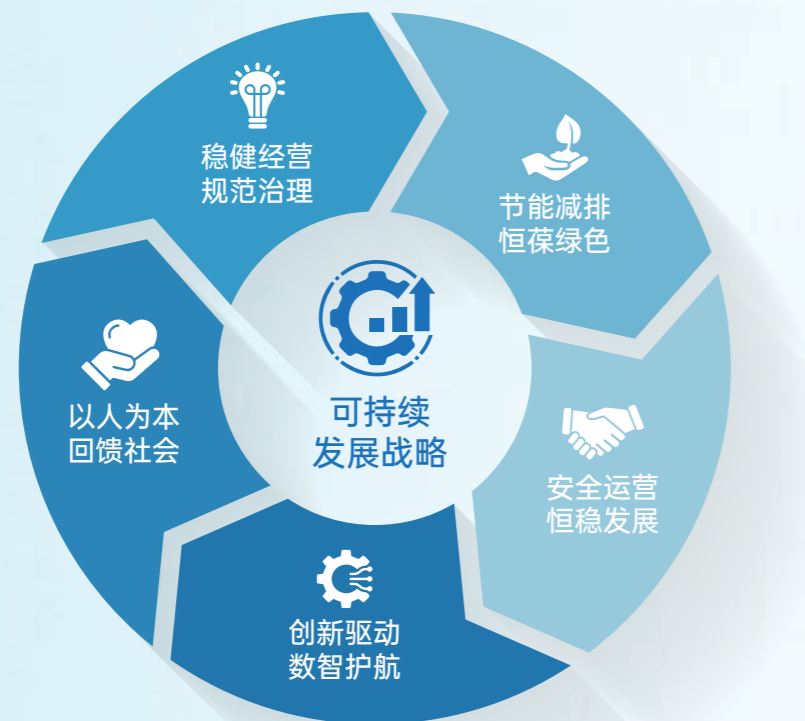 稳健经营
规范治理
节能减排
恒葆绿色
可持续
发展战略
以人为本
回馈社会
安全运营
恒稳发展
创新驱动
数智护航